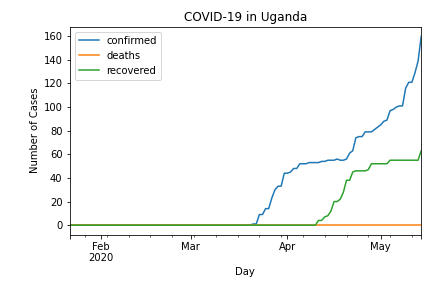 COVID-19 in Uganda
confirmed
deaths
recovered
Number of Cases
160
140
120
100
80
60
40
20
0
Feb
2020
Mar
Apr
May
Day